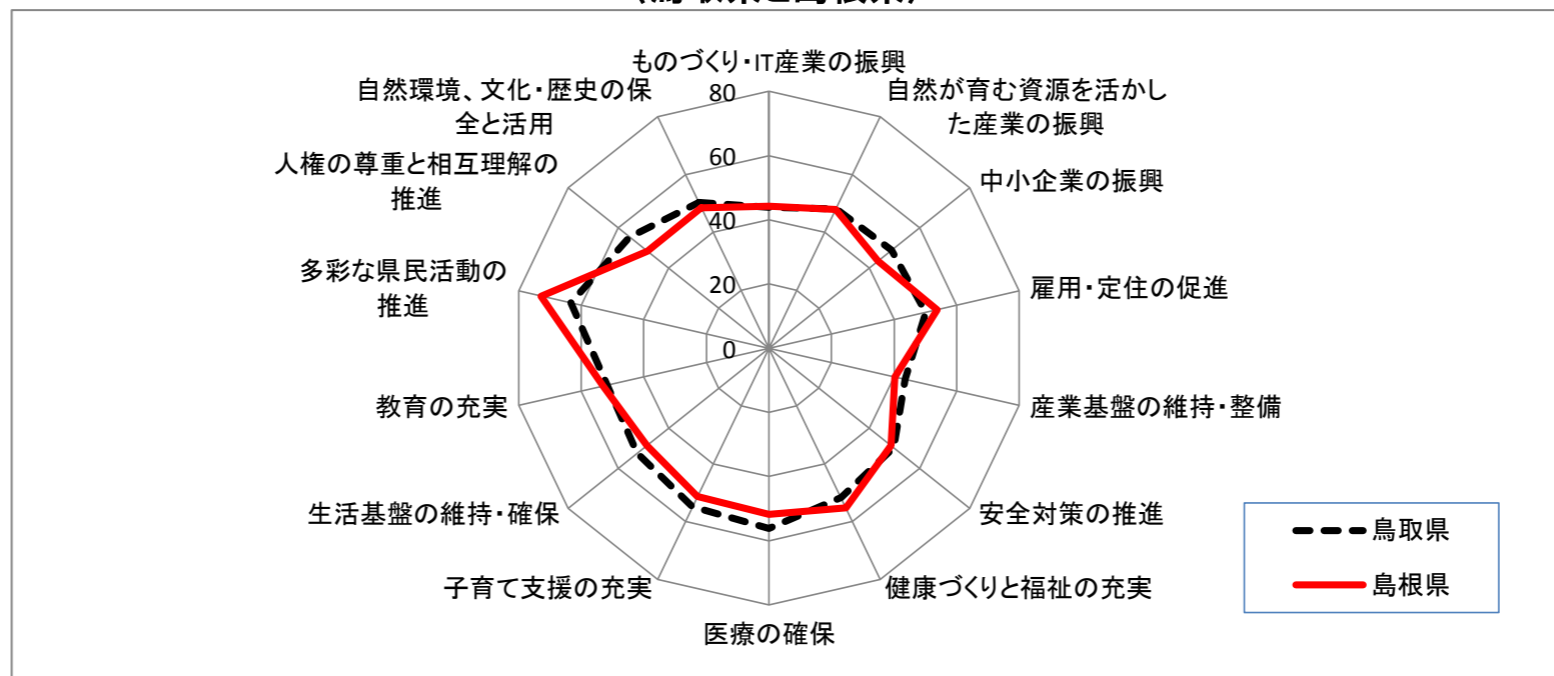 (鳥取県と島根県)
ものづくり・IT産業の振興
自然が育む資源を活かし
た産業の振興
中小企業の振興
雇用・定住の促進
産業基盤の維持・整備
安全対策の推進
健康づくりと福祉の充実
医療の確保
子育て支援の充実
生活基盤の維持・確保
教育の充実
多彩な県民活動の
推進
人権の尊重と相互理解の
推進
自然環境、文化・歴史の保
全と活用
80
60
40
20
0
鳥取県
島根県